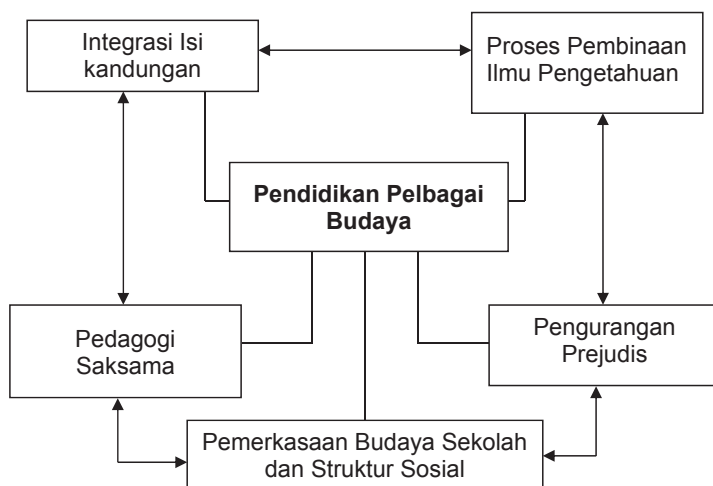 Integrasi Isi
kandungan
Proses Pembinaan
Ilmu Pengetahuan
Pendidikan Pelbagai
Budaya
Pedagogi
Saksama
Pengurangan
Prejudis
Pemerkasaan Budaya Sekolah
dan Struktur Sosial